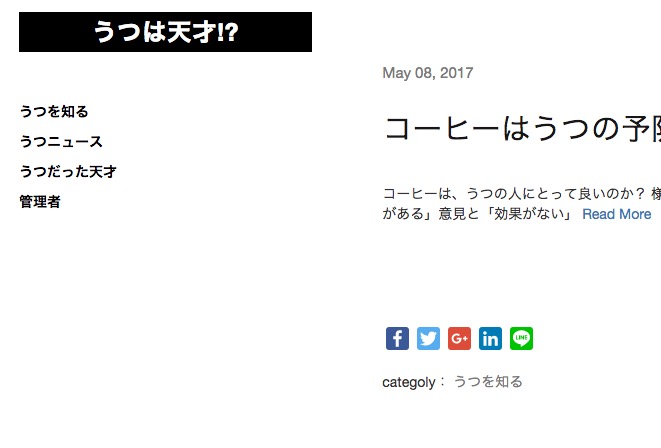 うつは天才!?
うつを知る
うつニュース
うつだった天才
管理者
May 08, 2017
コーヒーはうつの予防
コーヒーは、うつの人にとって良いのか？ 様
がある」意見と「効果がない」 Read More
f G+ in LINE
categoly： うつを知る